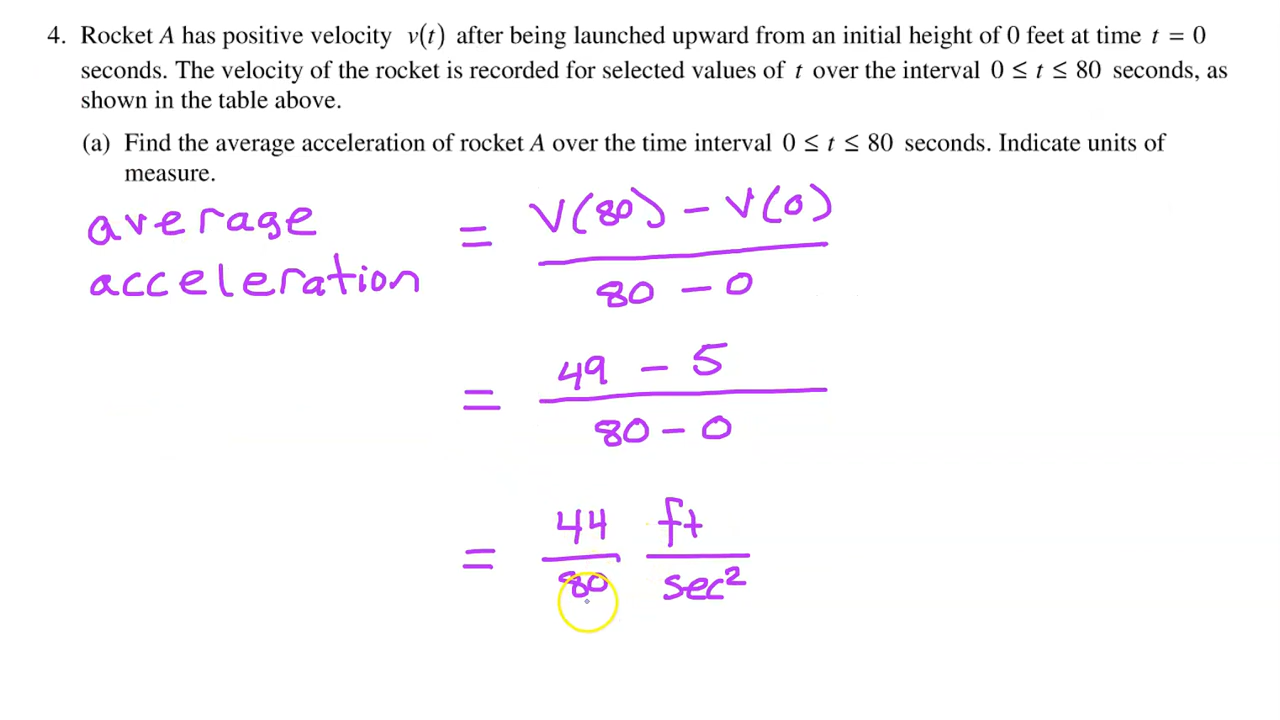 4. Rocket A has positive velocity v(t) after being launched upward from an initial height of 0 feet at time t = 0
seconds. The velocity of the rocket is recorded for selected values of t over the interval 0 ≤ t ≤ 80 seconds, as
shown in the table above.
(a) Find the average acceleration of rocket A over the time interval 0 ≤ t ≤ 80 seconds. Indicate units of
measure.
average
acceleration
= V(80) - V(0)
80 - 0
= 49 - 5
80 - 0
= 44 ft
80 sec²